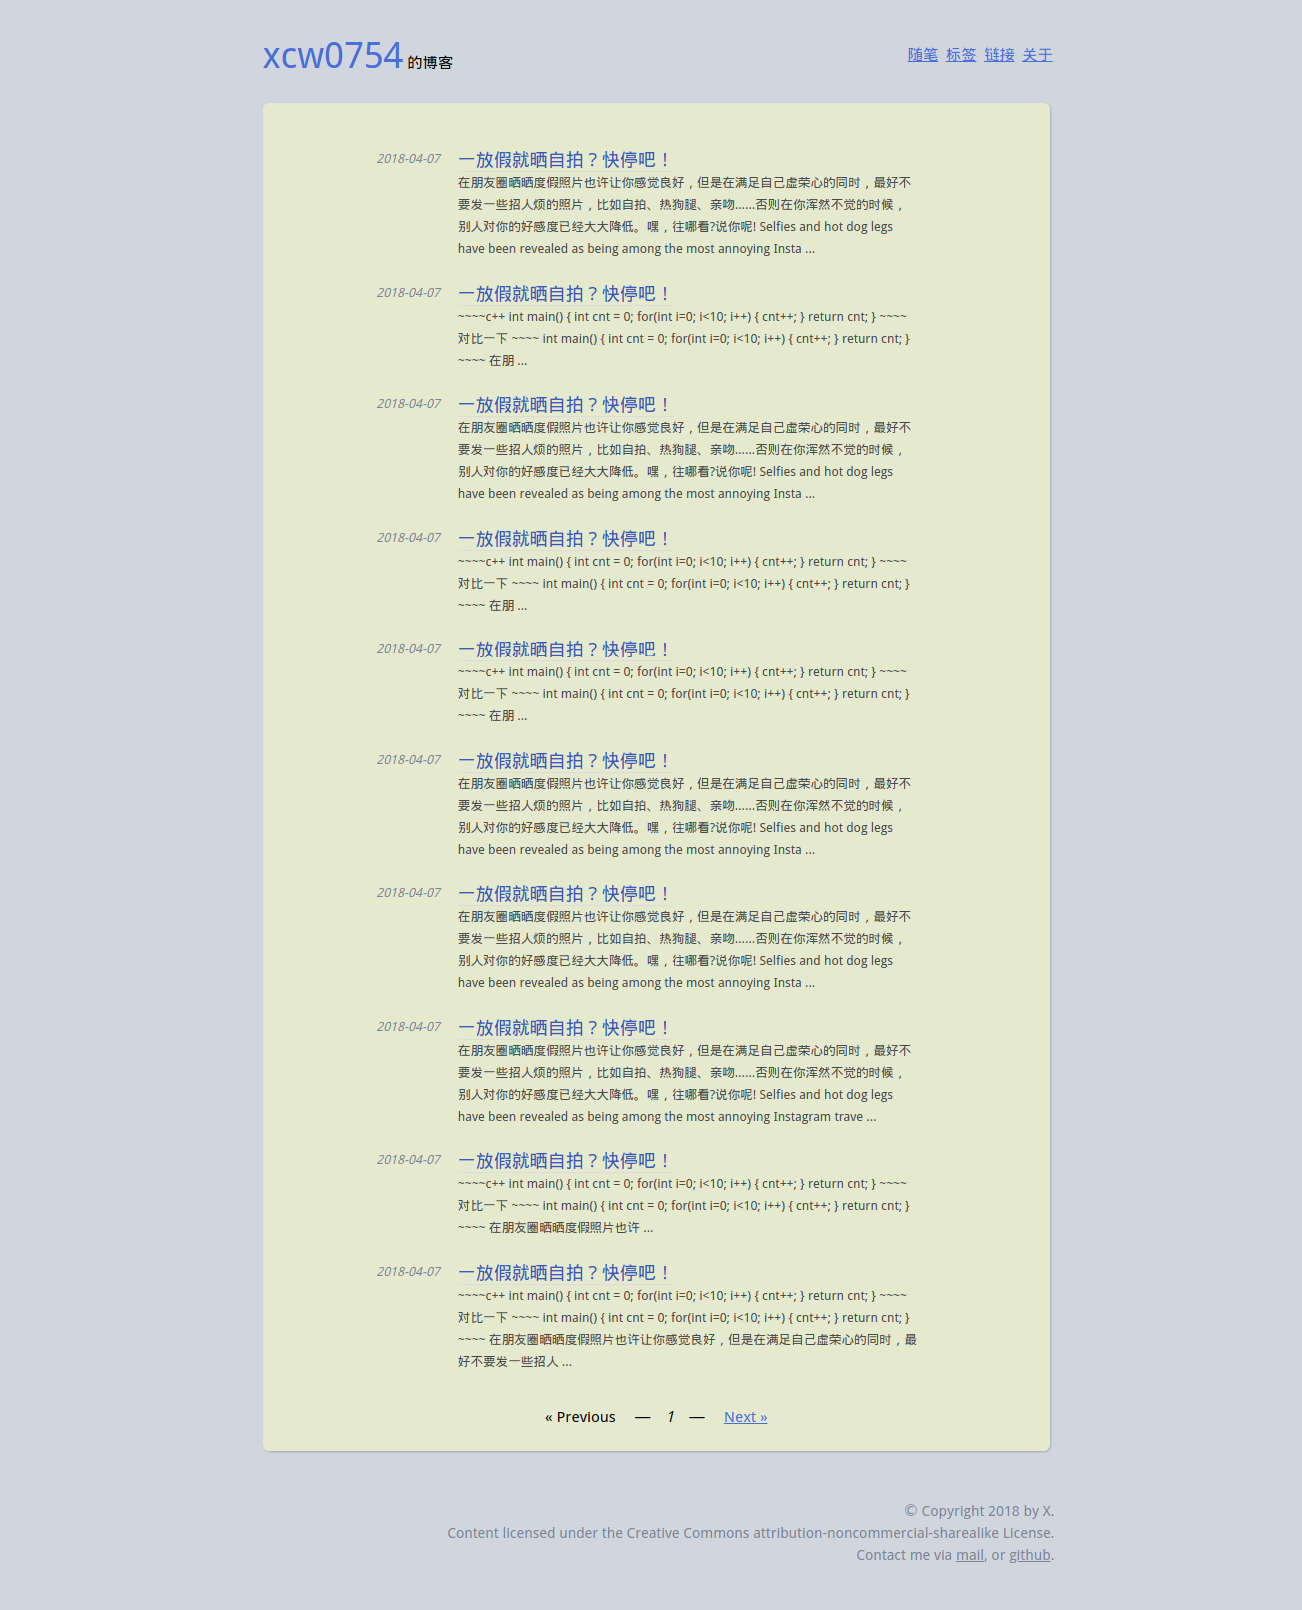 xcw0754 的博客
随笔 标签 链接 关于
2018-04-07 一放假就晒自拍？快停吧！
在朋友圈晒晒度假照片也许让你感觉良好，但是在满足自己虚荣心的同时，最好不
要发一些招人烦的照片，比如自拍、热狗腿、亲吻......否则在你浑然不觉的时候，
别人对你的好感度已经大大降低。嘿，往哪看?说你呢! Selfies and hot dog legs
have been revealed as being among the most annoying Insta ...
2018-04-07 一放假就晒自拍？快停吧！
~~~~c++ int main() { int cnt = 0; for(int i=0; i<10; i++) { cnt++; } return cnt; } ~~~~
对比一下 ~~~~ int main() { int cnt = 0; for(int i=0; i<10; i++) { cnt++; } return cnt; }
~~~~ 在朋 ...
2018-04-07 一放假就晒自拍？快停吧！
在朋友圈晒晒度假照片也许让你感觉良好，但是在满足自己虚荣心的同时，最好不
要发一些招人烦的照片，比如自拍、热狗腿、亲吻......否则在你浑然不觉的时候，
别人对你的好感度已经大大降低。嘿，往哪看?说你呢! Selfies and hot dog legs
have been revealed as being among the most annoying Insta ...
2018-04-07 一放假就晒自拍？快停吧！
~~~~c++ int main() { int cnt = 0; for(int i=0; i<10; i++) { cnt++; } return cnt; } ~~~~
对比一下 ~~~~ int main() { int cnt = 0; for(int i=0; i<10; i++) { cnt++; } return cnt; }
~~~~ 在朋 ...
2018-04-07 一放假就晒自拍？快停吧！
~~~~c++ int main() { int cnt = 0; for(int i=0; i<10; i++) { cnt++; } return cnt; } ~~~~
对比一下 ~~~~ int main() { int cnt = 0; for(int i=0; i<10; i++) { cnt++; } return cnt; }
~~~~ 在朋 ...
2018-04-07 一放假就晒自拍？快停吧！
在朋友圈晒晒度假照片也许让你感觉良好，但是在满足自己虚荣心的同时，最好不
要发一些招人烦的照片，比如自拍、热狗腿、亲吻......否则在你浑然不觉的时候，
别人对你的好感度已经大大降低。嘿，往哪看?说你呢! Selfies and hot dog legs
have been revealed as being among the most annoying Insta ...
2018-04-07 一放假就晒自拍？快停吧！
在朋友圈晒晒度假照片也许让你感觉良好，但是在满足自己虚荣心的同时，最好不
要发一些招人烦的照片，比如自拍、热狗腿、亲吻......否则在你浑然不觉的时候，
别人对你的好感度已经大大降低。嘿，往哪看?说你呢! Selfies and hot dog legs
have been revealed as being among the most annoying Insta ...
2018-04-07 一放假就晒自拍？快停吧！
在朋友圈晒晒度假照片也许让你感觉良好，但是在满足自己虚荣心的同时，最好不
要发一些招人烦的照片，比如自拍、热狗腿、亲吻......否则在你浑然不觉的时候，
别人对你的好感度已经大大降低。嘿，往哪看?说你呢! Selfies and hot dog legs
have been revealed as being among the most annoying Instagram trave ...
2018-04-07 一放假就晒自拍？快停吧！
~~~~c++ int main() { int cnt = 0; for(int i=0; i<10; i++) { cnt++; } return cnt; } ~~~~
对比一下 ~~~~ int main() { int cnt = 0; for(int i=0; i<10; i++) { cnt++; } return cnt; }
~~~~ 在朋友圈晒晒度假照片也许 ...
2018-04-07 一放假就晒自拍？快停吧！
~~~~c++ int main() { int cnt = 0; for(int i=0; i<10; i++) { cnt++; } return cnt; } ~~~~
对比一下 ~~~~ int main() { int cnt = 0; for(int i=0; i<10; i++) { cnt++; } return cnt; }
~~~~ 在朋友圈晒晒度假照片也许让你感觉良好，但是在满足自己虚荣心的同时，最
好不要发一些招人 ...
« Previous — 1 — Next »
© Copyright 2018 by X.
Content licensed under the Creative Commons attribution-noncommercial-sharealike License.
Contact me via mail, or github.